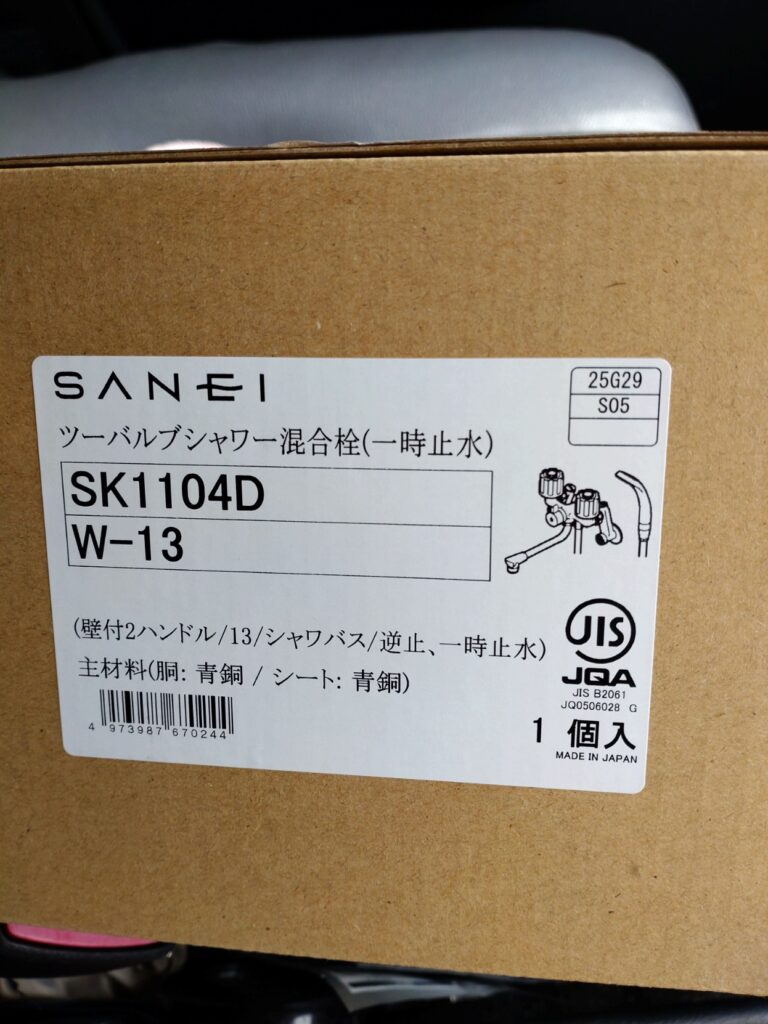 SANEI
25G29
S05
ツーバルブシャワー混合栓(一時止水)
SK1104D
W-13
(壁付2ハンドル/13/シャワバス/逆止、一時止水)
主材料(胴: 青銅 / シート: 青銅)
4 973987 670244
JIS
JQA
JIS B2061
JQ0506028 G
1 個入
MADE IN JAPAN